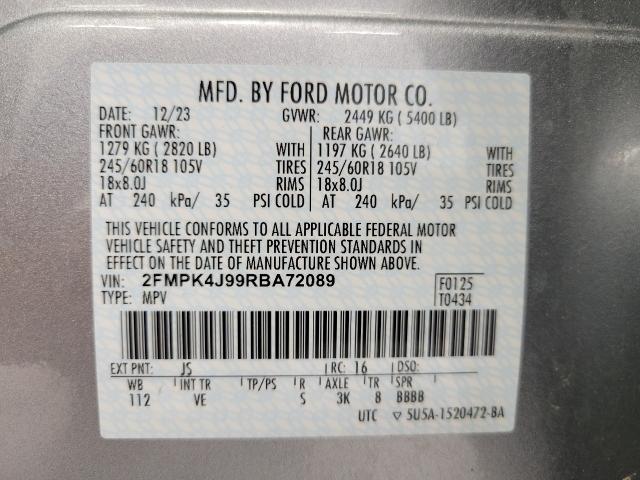 MFD. BY FORD MOTOR CO.
DATE: 12/23 GVWR: 2449 KG ( 5400 LB)
FRONT GAWR: REAR GAWR:
1279 KG ( 2820 LB) WITH 1197 KG ( 2640 LB) WITH
245/60R18 105V TIRES 245/60R18 105V TIRES
18x8.0J RIMS 18x8.0J RIMS
AT 240 kPa/ 35 PSI COLD AT 240 kPa/ 35 PSI COLD
THIS VEHICLE CONFORMS TO ALL APPLICABLE FEDERAL MOTOR
VEHICLE SAFETY AND THEFT PREVENTION STANDARDS IN
EFFECT ON THE DATE OF MANUFACTURE SHOWN ABOVE.
VIN: 2FMPK4J99RBA72089 F0125
TYPE: MPV T0434
EXT PNT: JS RC: 16 DSO:
WB INT TR TP/PS R AXLE TR SPR
112 VE S 3K 8 BBBB
UTC ▽ 5U5A-1520472-BA